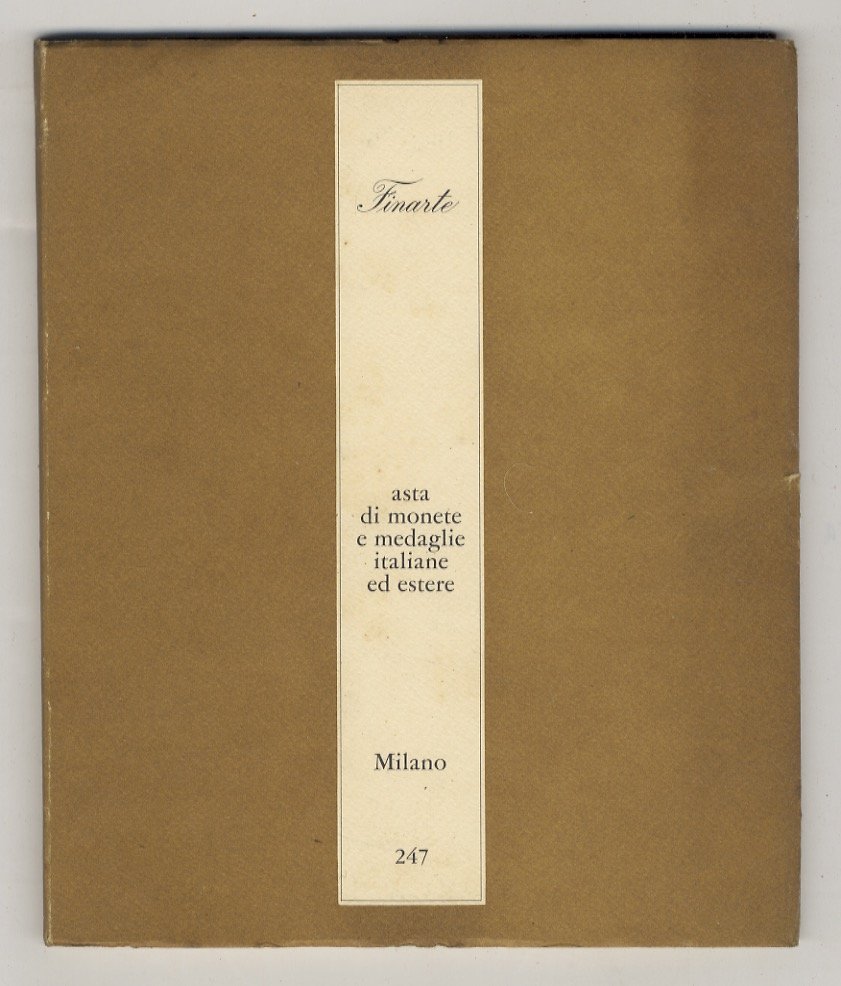 Finarte
asta
di monete
e medaglie
italiane
ed estere
Milano
247